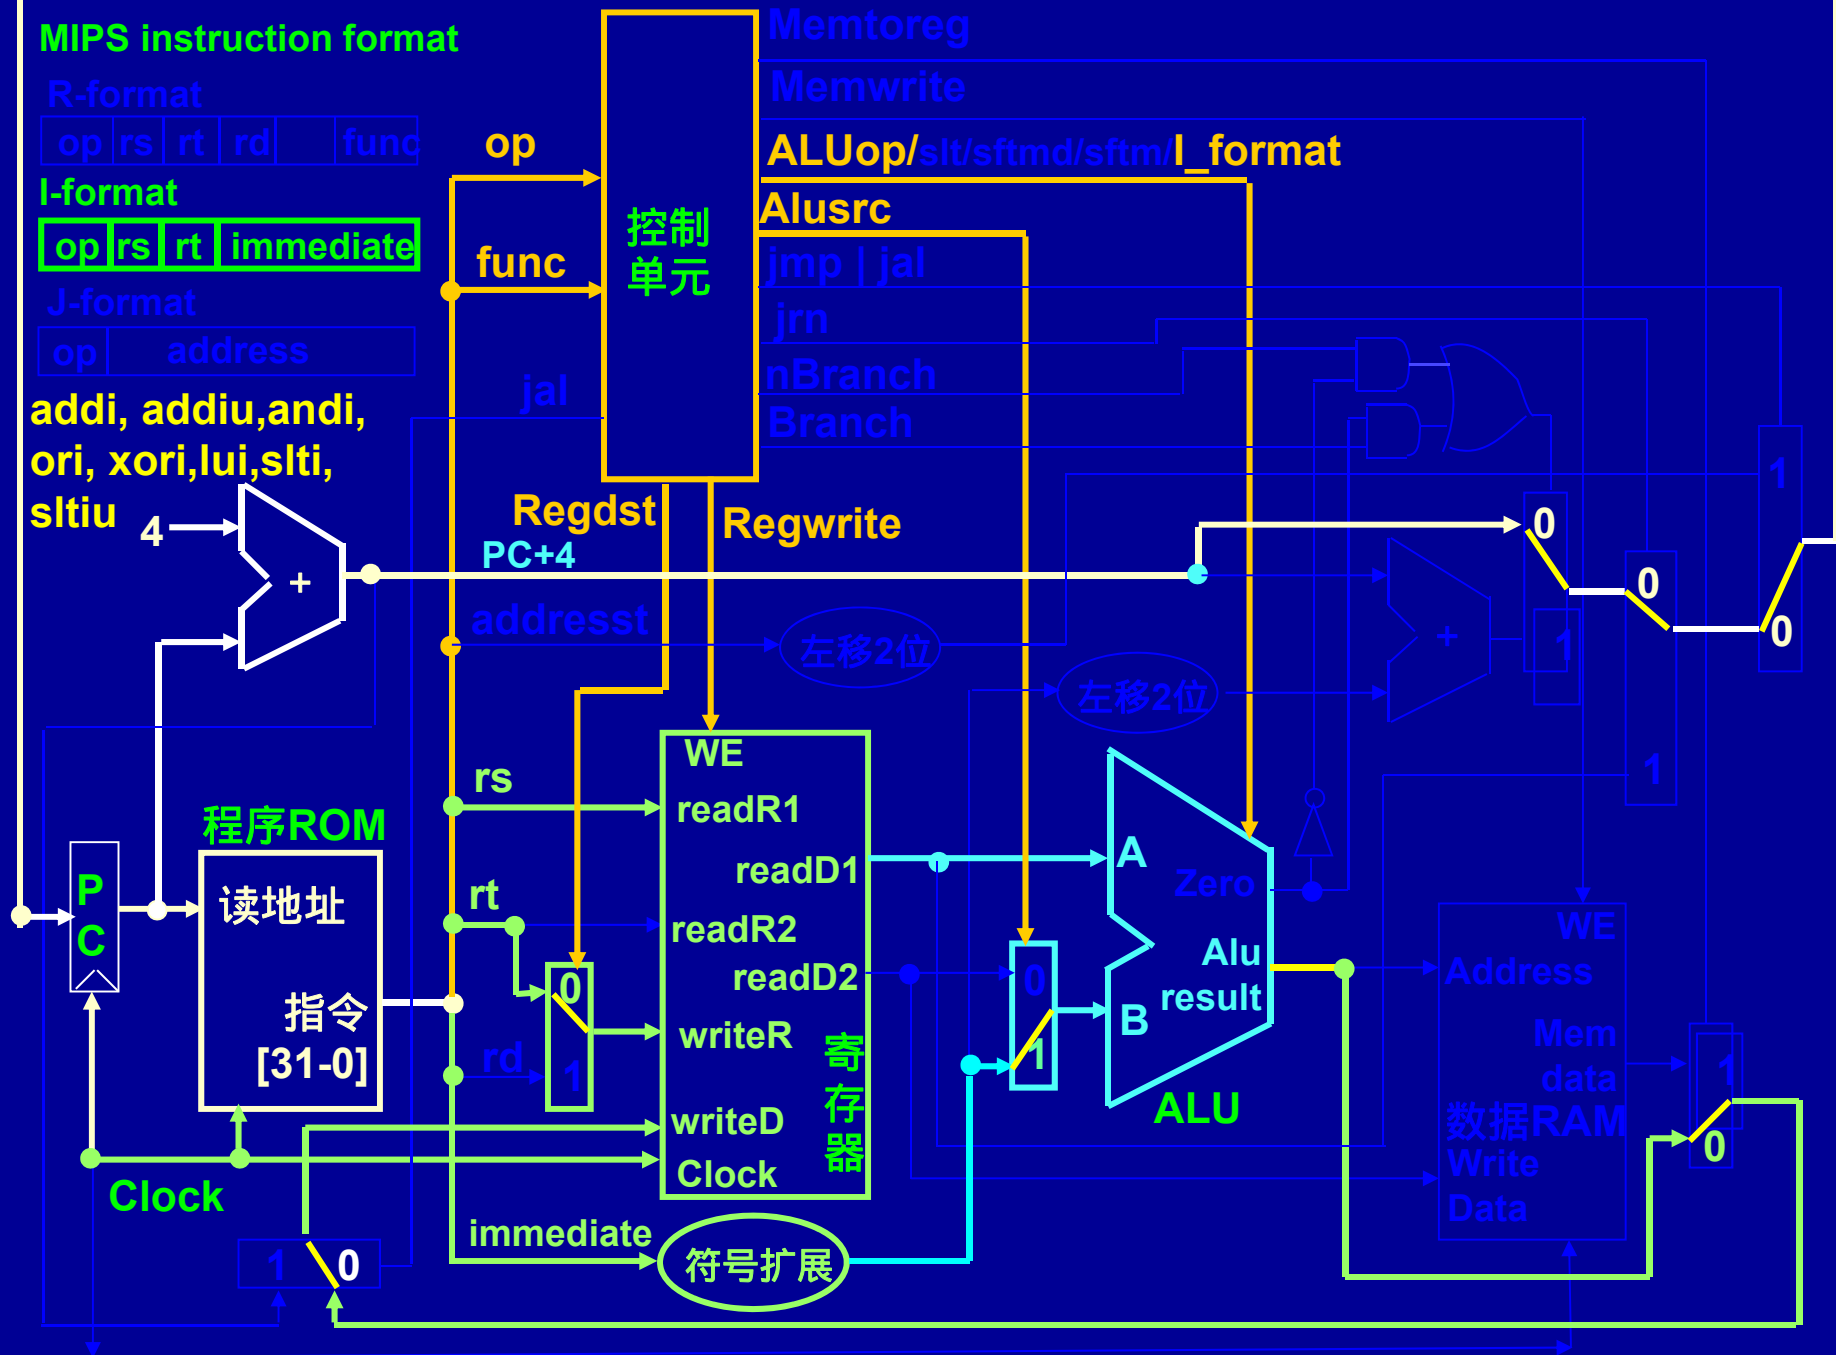 MIPS instruction format
R-format
op rs rt rd func
I-format
op rs rt immediate
J-format
op address
addi, addiu,andi,
ori, xori,lui,slti,
sltiu
op
func
控制
单元
jal
Memtoreg
Memwrite
ALUop/slt/sftmd/sftm/I_format
Alusrc
jmp | jal
jrn
nBranch
Branch
Regdst
Regwrite
4
+
PC+4
addresst
左移2位
左移2位
+
0
1
0
1
1
0
P
C
程序ROM
读地址
指令
[31-0]
Clock
rs
rt
rd
0
1
WE
readR1
readD1
readR2
readD2
writeR
writeD
Clock
寄
存
器
immediate
符号扩展
1 0
0
1
A
B
Zero
Alu
result
ALU
WE
Address
Mem
data
数据RAM
Write
Data
1
0